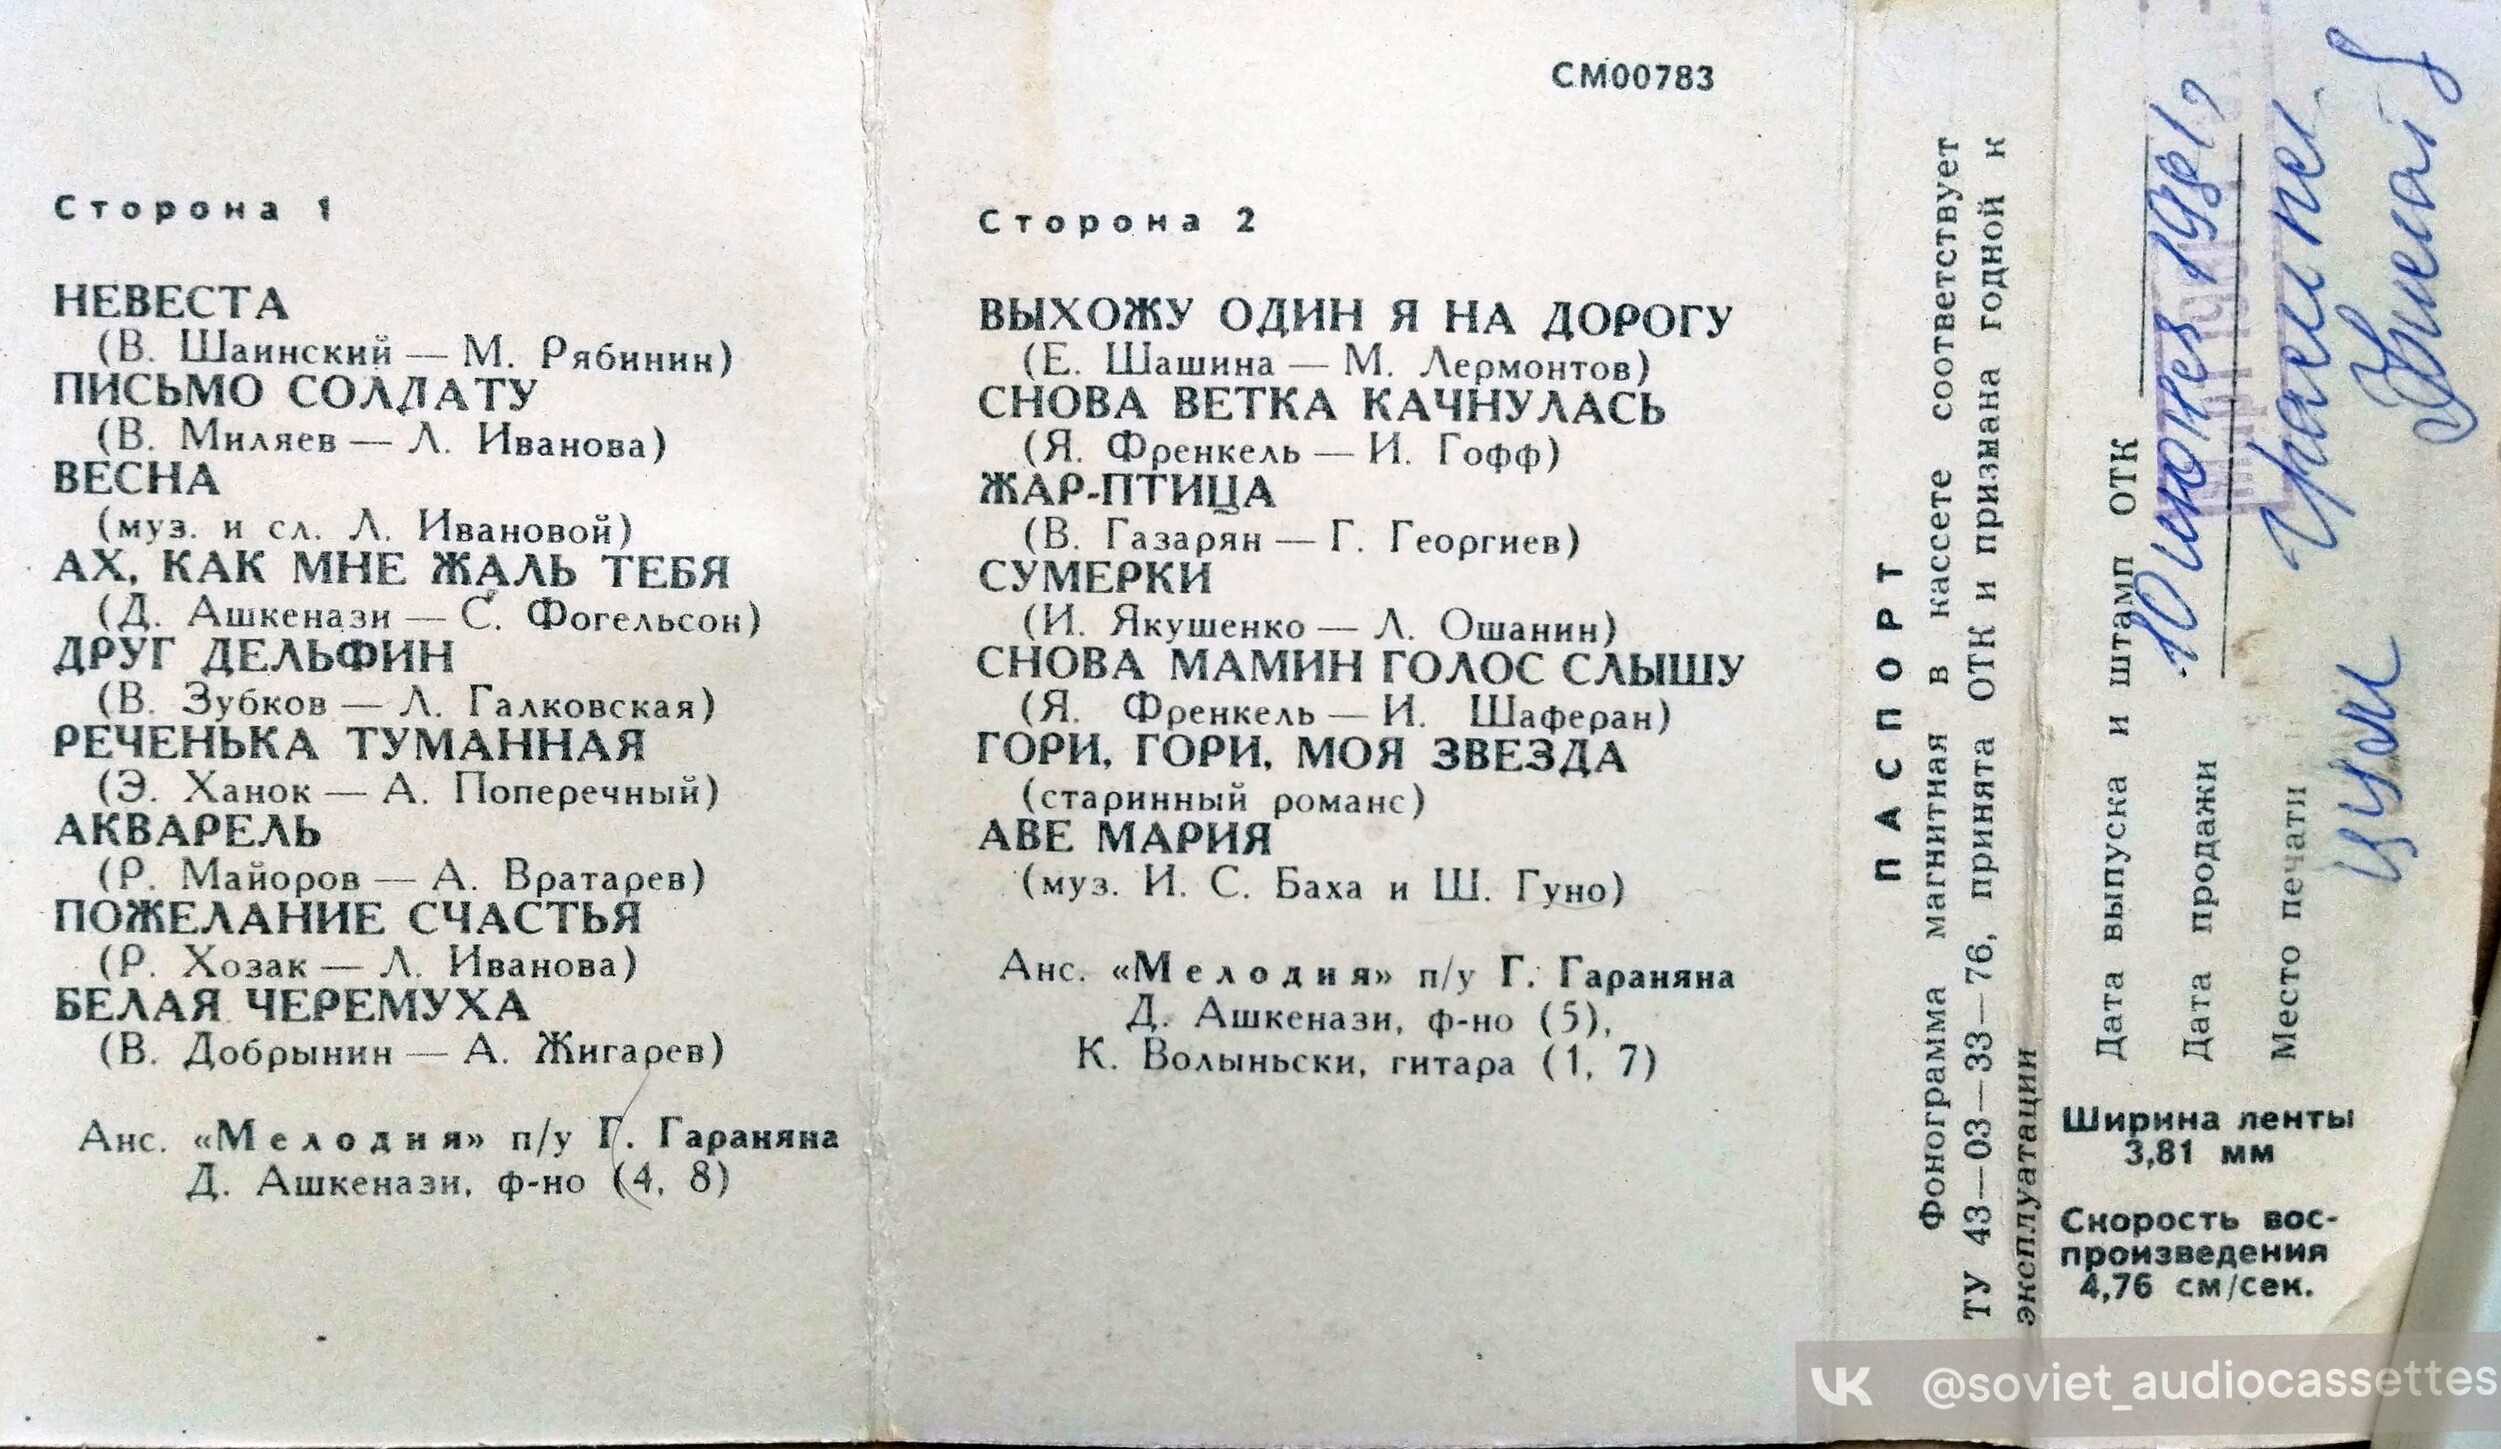 Сторона 1
НЕВЕСТА
(В. Шаинский — М. Рябинин)
ПИСЬМО СОЛДАТУ
(В. Миляев — Л. Иванова)
ВЕСНА
(муз. и сл. Л. Ивановой)
АХ, КАК МНЕ ЖАЛЬ ТЕБЯ
(Д. Ашкенази — С. Фогельсон)
ДРУГ ДЕЛЬФИН
(В. Зубков — Л. Галковская)
РЕЧЕНЬКА ТУМАННАЯ
(Э. Ханок — А. Поперечный)
АКВАРЕЛЬ
(Р. Майоров — А. Вратарев)
ПОЖЕЛАНИЕ СЧАСТЬЯ
(Р. Хозак — Л. Иванова)
БЕЛАЯ ЧЕРЕМУХА
(В. Добрынин — А. Жигарев)
Анс. «Мелодия» п/у Г. Гараняна
Д. Ашкенази, ф-но (4, 8)
СМ00783
Сторона 2
ВЫХОЖУ ОДИН Я НА ДОРОГУ
(Е. Шашина — М. Лермонтов)
СНОВА ВЕТКА КАЧНУЛАСЬ
(Я. Френкель — И. Гофф)
ЖАР-ПТИЦА
(В. Газарян — Г. Георгиев)
СУМЕРКИ
(И. Якушенко — Л. Ошанин)
СНОВА МАМИН ГОЛОС СЛЫШУ
(Я. Френкель — И. Шаферан)
ГОРИ, ГОРИ, МОЯ ЗВЕЗДА
(старинный романс)
АВЕ МАРИЯ
(муз. И. С. Баха и Ш. Гуно)
Анс. «Мелодия» п/у Г. Гараняна
Д. Ашкенази, ф-но (5),
К. Волыньски, гитара (1, 7)
ПАСПОРТ
Фонограмма магнитная в кассете соответствует
ТУ 43—03—33—76, принята ОТК и признана годной к
эксплуатации
Дата выпуска и штамп ОТК
10 июня 1981
Дата продажи
Место печати
цум
Ширина ленты
3,81 мм
Скорость вос-
произведения
4,76 см/сек.
@soviet_audiocassettes